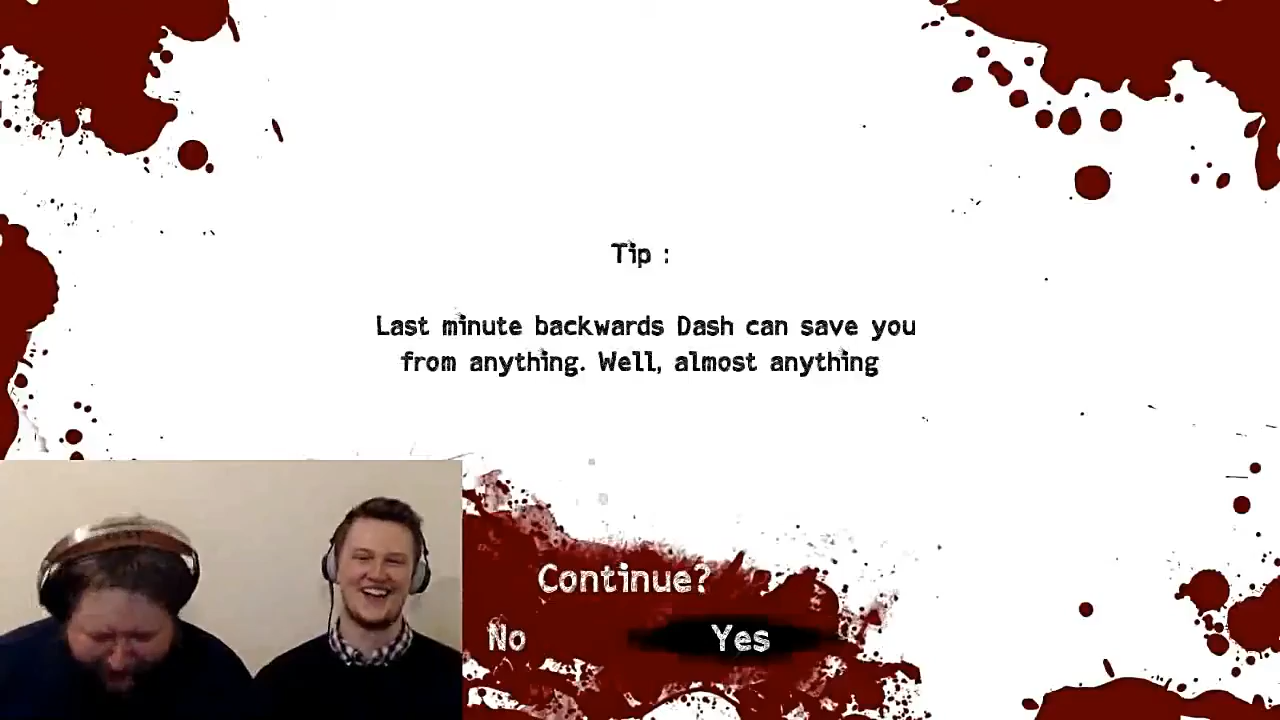 Tip :
Last minute backwards Dash can save you
from anything. Well, almost anything
Continue?
No
Yes